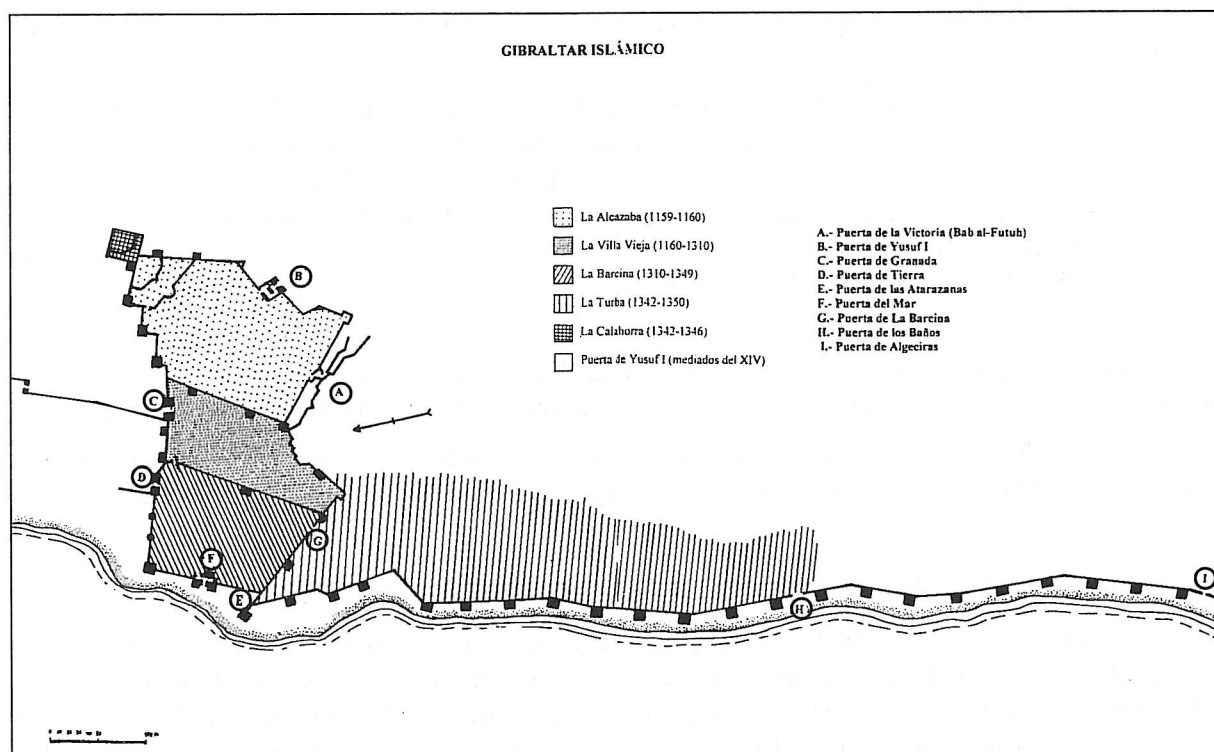 GIBRALTAR ISLÁMICO
La Alcazaba (1159-1160)
La Villa Vieja (1160-1310)
La Barcina (1310-1349)
La Turba (1342-1350)
La Calahorra (1342-1346)
Puerta de Yusuf I (mediados del XIV)
A.- Puerta de la Victoria (Bab al-Futuh)
B.- Puerta de Yusuf I
C.- Puerta de Granada
D.- Puerta de Tierra
E.- Puerta de las Atarazanas
F.- Puerta del Mar
G.- Puerta de La Barcina
H.- Puerta de los Baños
I.- Puerta de Algeciras
B
A
C
D
G
F
E
H
I